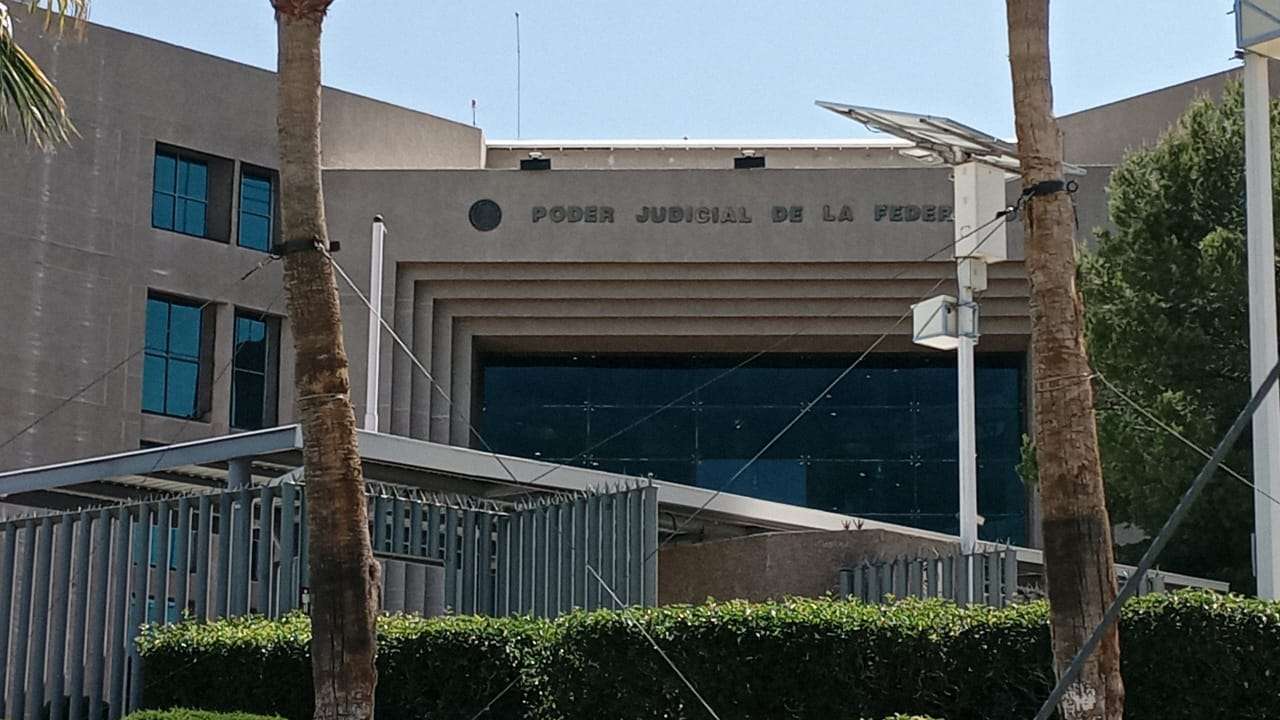 PODER JUDICIAL DE LA FEDER